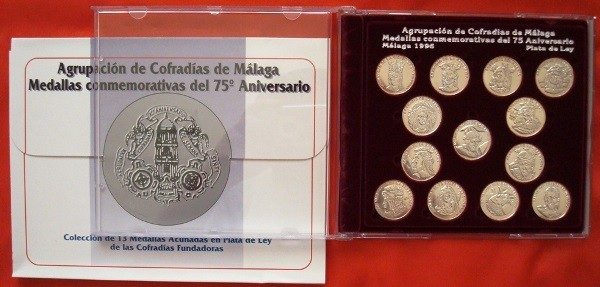 Agrupación de Cofradías de Málaga
Medallas conmemorativas del 75º Aniversario
Colección de 13 Medallas Acuñadas en Plata de Ley
de las Cofradías Fundadoras
Agrupación de Cofradías de Málaga
Medallas conmemorativas del 75 Aniversario
Málaga 1996 Plata de Ley